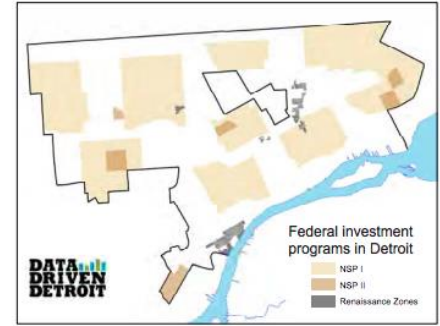 Federal investment
programs in Detroit
NSP I
NSP II
Renaissance Zones
DATA
DRIVEN
DETROIT